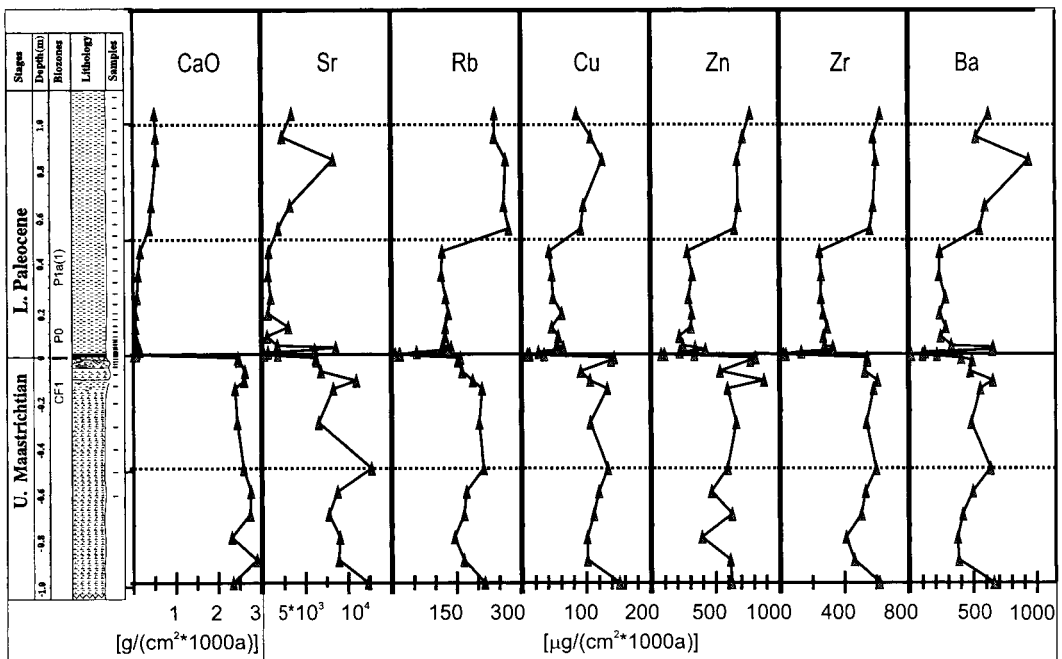 Stages Depth(m) Biozones Lithology Samples
CaO Sr Rb Cu Zn Zr Ba
L. Paleocene
U. Maastrichtian
1.0
0.8
0.6
0.4
0.2
0
-0.2
-0.4
-0.6
-0.8
-1.0
P1a(1)
P0
CF1
1 2 3 5*10³ 10⁴ 150 300 100 200 500 1000 400 800 500 1000
[g/(cm²*1000a)] [µg/(cm²*1000a)]